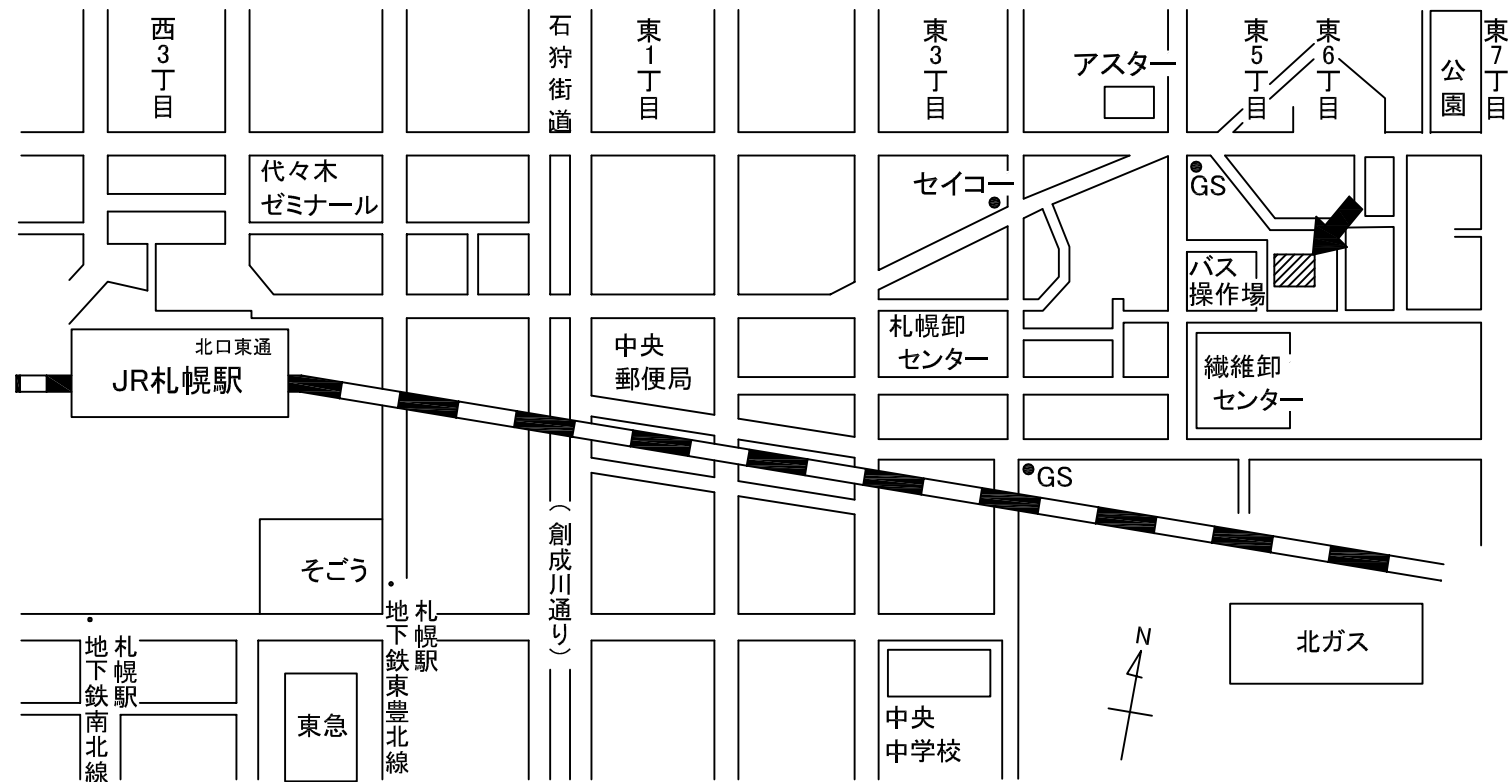 西3丁目
石狩街道
東1丁目
東3丁目
アスター
東5丁目
東6丁目
公園
東7丁目
代々木
ゼミナール
セイコー
GS
バス
操作場
北口東通
JR札幌駅
中央
郵便局
札幌卸
センター
繊維卸
センター
GS
(創成川通り)
そごう
札幌駅
地下鉄東豊北線
札幌駅
地下鉄南北線
東急
中央
中学校
N
北ガス